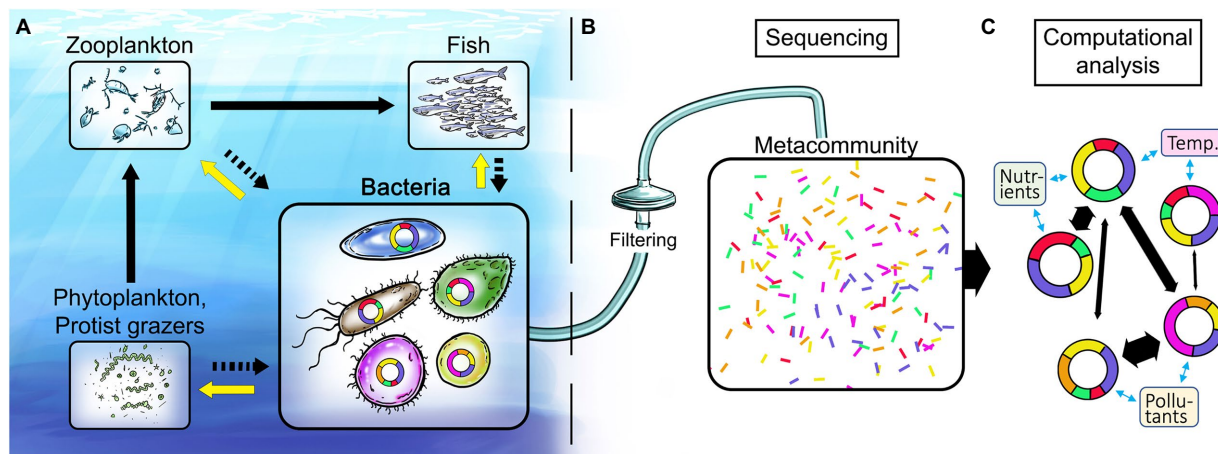 A
Zooplankton
Fish
Bacteria
Phytoplankton,
Protist grazers
B
Sequencing
Filtering
Metacommunity
C
Computational
analysis
Temp.
Nutr-
ients
Pollu-
tants